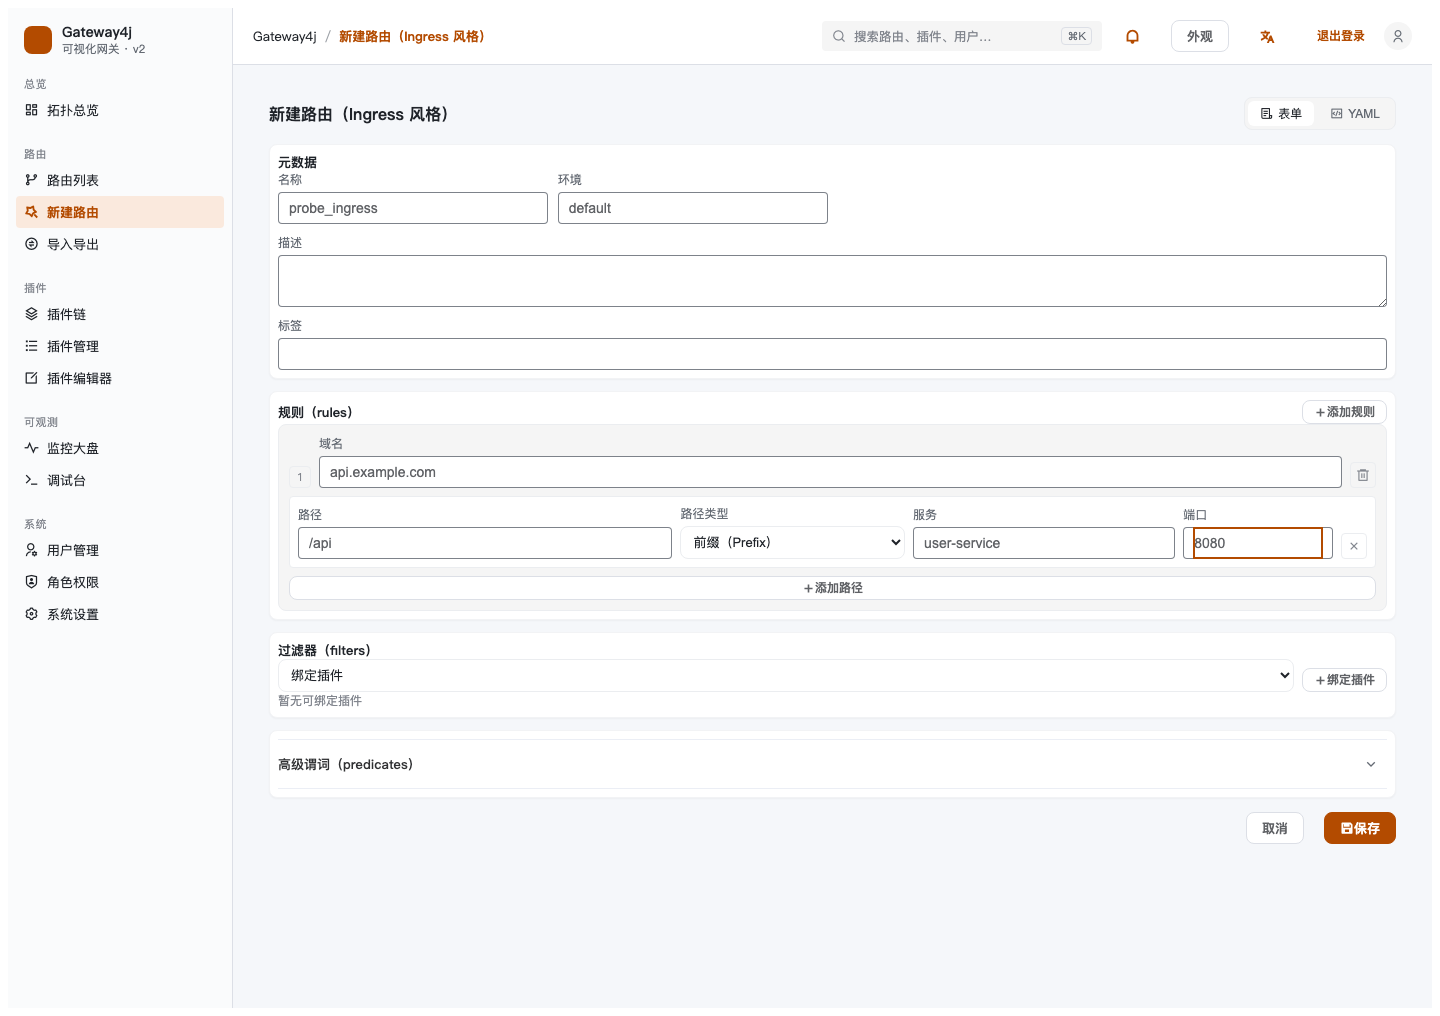 Gateway4j
可视化网关 · v2
总览
拓扑总览
路由
路由列表
新建路由
导入导出
插件
插件链
插件管理
插件编辑器
可观测
监控大盘
调试台
系统
用户管理
角色权限
系统设置
Gateway4j / 新建路由（Ingress 风格）
搜索路由、插件、用户… ⌘K
外观
退出登录
新建路由（Ingress 风格）
表单 YAML
元数据
名称 环境
probe_ingress default
描述
标签
规则（rules） ＋添加规则
域名
1 api.example.com
路径 路径类型 服务 端口
/api 前缀（Prefix） user-service 8080 ×
＋添加路径
过滤器（filters）
绑定插件 ＋绑定插件
暂无可绑定插件
高级谓词（predicates）
取消 保存